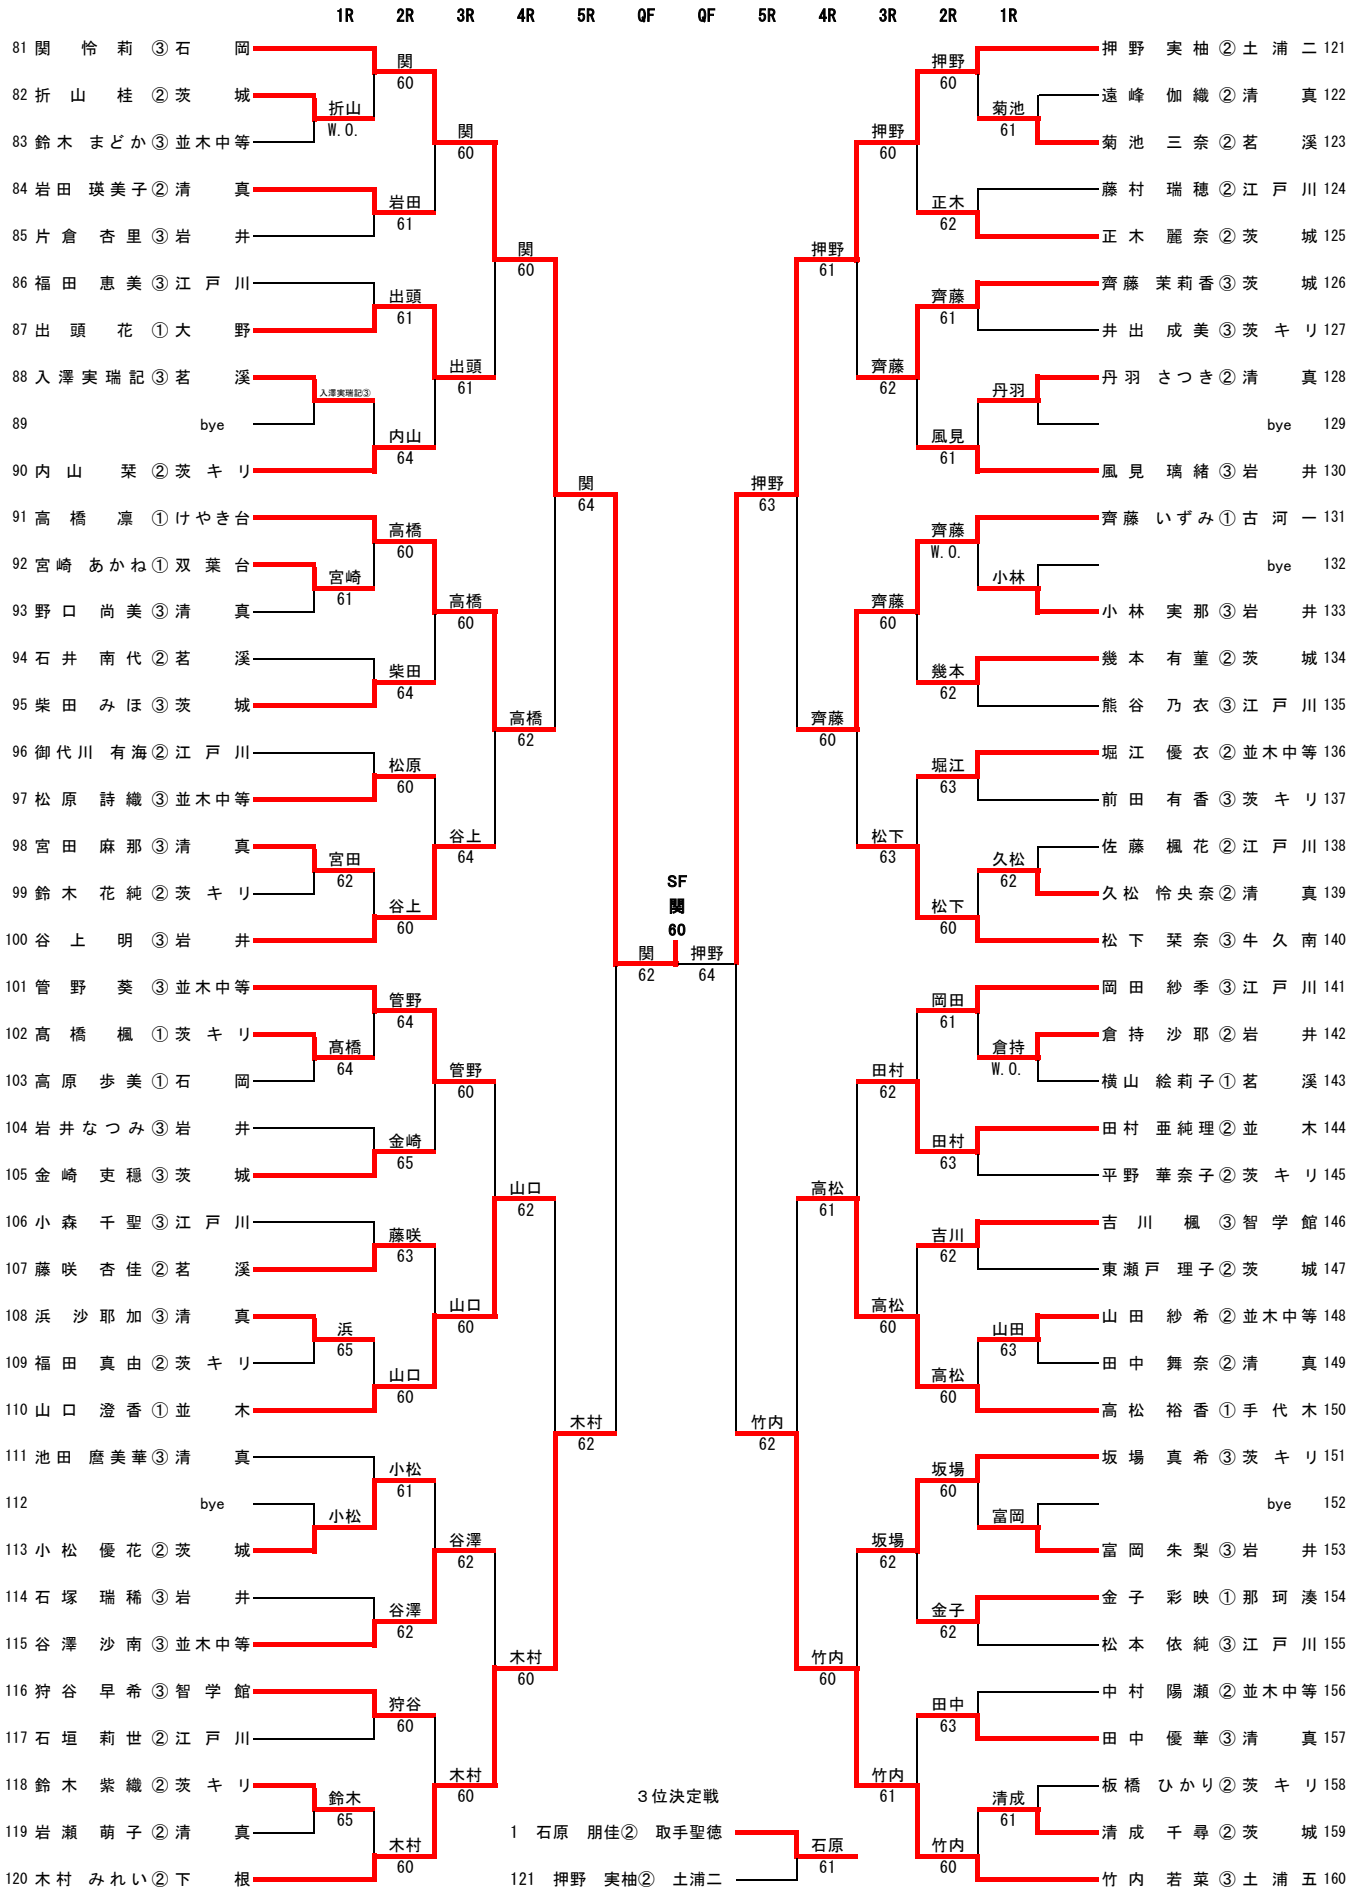 1R 2R 3R 4R 5R QF QF 5R 4R 3R 2R 1R
81 関 怜莉 ③ 石岡 押野 実柚 ② 土浦二 121
関 60 押野 60
82 折山 桂 ② 茨城 遠峰 伽織 ② 清真 122
折山 W.O. 菊池 61
83 鈴木 まどか ③ 並木中等 菊池 三奈 ② 茗溪 123
関 60 押野 60
84 岩田 瑛美子 ② 清真 藤村 瑞穂 ② 江戸川 124
岩田 61 正木 62
85 片倉 杏里 ③ 岩井 正木 麗奈 ② 茨城 125
関 60 押野 61
86 福田 恵美 ③ 江戸川 齊藤 茉莉香 ③ 茨城 126
出頭 61 齊藤 61
87 出頭 花 ① 大野 井出 成美 ③ 茨キリ 127
出頭 61 齊藤 62
88 入澤実瑞記 ③ 茗溪 丹羽 さつき ② 清真 128
入澤実瑞記③ 丹羽
89 bye bye 129
内山 64 風見 61
90 内山 栞 ② 茨キリ 風見 璃緒 ③ 岩井 130
関 64 押野 63
91 高橋 凛 ① けやき台 齊藤 いずみ ① 古河一 131
高橋 60 齊藤 W.O.
92 宮崎 あかね ① 双葉台 bye 132
宮崎 61 小林
93 野口 尚美 ③ 清真 小林 実那 ③ 岩井 133
高橋 60 齊藤 60
94 石井 南代 ② 茗溪 幾本 有菫 ② 茨城 134
柴田 64 幾本 62
95 柴田 みほ ③ 茨城 熊谷 乃衣 ③ 江戸川 135
高橋 62 齊藤 60
96 御代川 有海 ② 江戸川 堀江 優衣 ② 並木中等 136
松原 60 堀江 63
97 松原 詩織 ③ 並木中等 前田 有香 ③ 茨キリ 137
谷上 64 松下 63
98 宮田 麻那 ③ 清真 佐藤 楓花 ② 江戸川 138
宮田 62 久松 62
99 鈴木 花純 ② 茨キリ 久松 怜央奈 ② 清真 139
谷上 60 松下 60
100 谷上 明 ③ 岩井 松下 栞奈 ③ 牛久南 140
SF
関
60
関 62 押野 64
101 管野 葵 ③ 並木中等 岡田 紗季 ③ 江戸川 141
管野 64 岡田 61
102 髙橋 楓 ① 茨キリ 倉持 沙耶 ② 岩井 142
髙橋 64 倉持 W.O.
103 高原 歩美 ① 石岡 横山 絵莉子 ① 茗溪 143
管野 60 田村 62
104 岩井なつみ ③ 岩井 田村 亜純理 ② 並木 144
金崎 65 田村 63
105 金崎 吏穏 ③ 茨城 平野 華奈子 ② 茨キリ 145
山口 62 高松 61
106 小森 千聖 ③ 江戸川 吉川 楓 ③ 智学館 146
藤咲 63 吉川 62
107 藤咲 杏佳 ② 茗溪 東瀬戸 理子 ② 茨城 147
山口 60 高松 60
108 浜 沙耶加 ③ 清真 山田 紗希 ② 並木中等 148
浜 65 山田 63
109 福田 真由 ② 茨キリ 田中 舞奈 ② 清真 149
山口 60 高松 60
110 山口 澄香 ① 並木 高松 裕香 ① 手代木 150
木村 62 竹内 62
111 池田 麿美華 ③ 清真 坂場 真希 ③ 茨キリ 151
小松 61 坂場 60
112 bye bye 152
小松 富岡
113 小松 優花 ② 茨城 富岡 朱梨 ③ 岩井 153
谷澤 62 坂場 62
114 石塚 瑞稀 ③ 岩井 金子 彩映 ① 那珂湊 154
谷澤 62 金子 62
115 谷澤 沙南 ③ 並木中等 松本 依純 ③ 江戸川 155
木村 60 竹内 60
116 狩谷 早希 ③ 智学館 中村 陽瀬 ② 並木中等 156
狩谷 60 田中 63
117 石垣 莉世 ② 江戸川 田中 優華 ③ 清真 157
木村 60 竹内 61
118 鈴木 紫織 ② 茨キリ 板橋 ひかり ② 茨キリ 158
鈴木 65 清成 61
119 岩瀬 萌子 ② 清真 清成 千尋 ② 茨城 159
木村 60 竹内 60
120 木村 みれい ② 下根 竹内 若菜 ③ 土浦五 160
３位決定戦
1 石原 朋佳② 取手聖徳
石原 61
121 押野 実柚② 土浦二